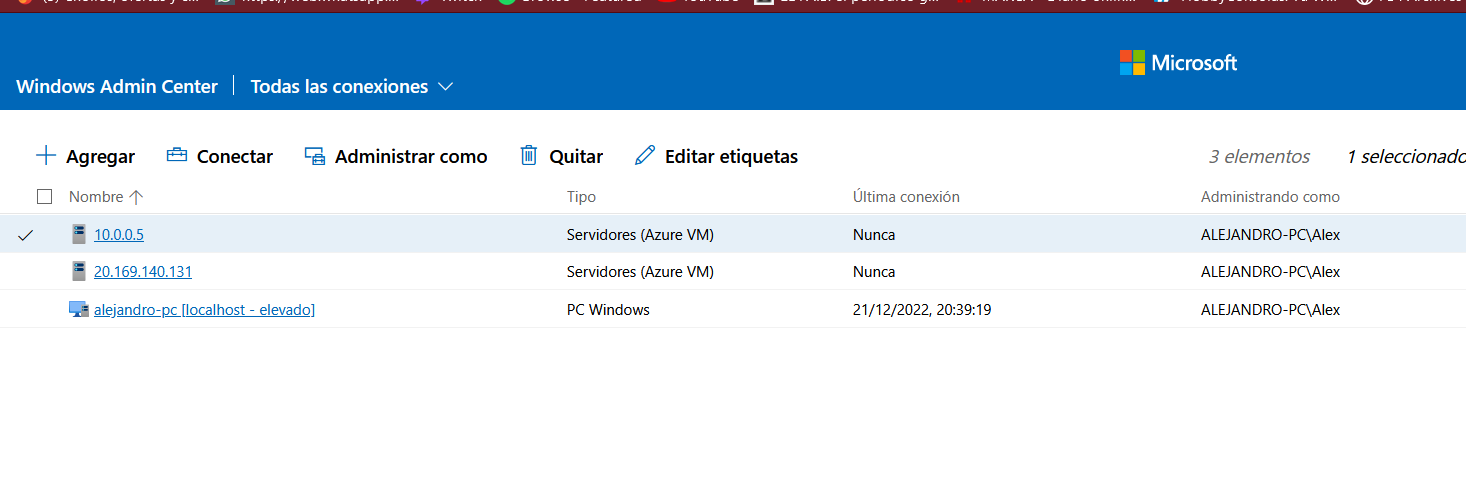 Microsoft
Windows Admin Center | Todas las conexiones
Agregar Conectar Administrar como Quitar Editar etiquetas 3 elementos 1 seleccionado
Nombre Tipo Última conexión Administrando como
10.0.0.5 Servidores (Azure VM) Nunca ALEJANDRO-PC\Alex
20.169.140.131 Servidores (Azure VM) Nunca ALEJANDRO-PC\Alex
alejandro-pc [localhost - elevado] PC Windows 21/12/2022, 20:39:19 ALEJANDRO-PC\Alex